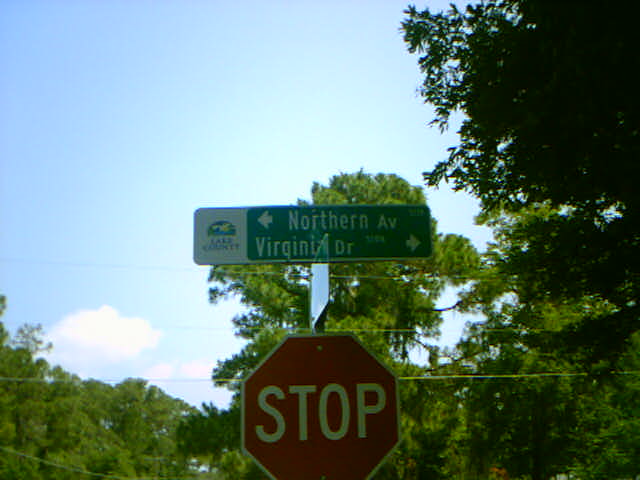 LAKE
COUNTY
Northern Av
Virginia Dr
STOP